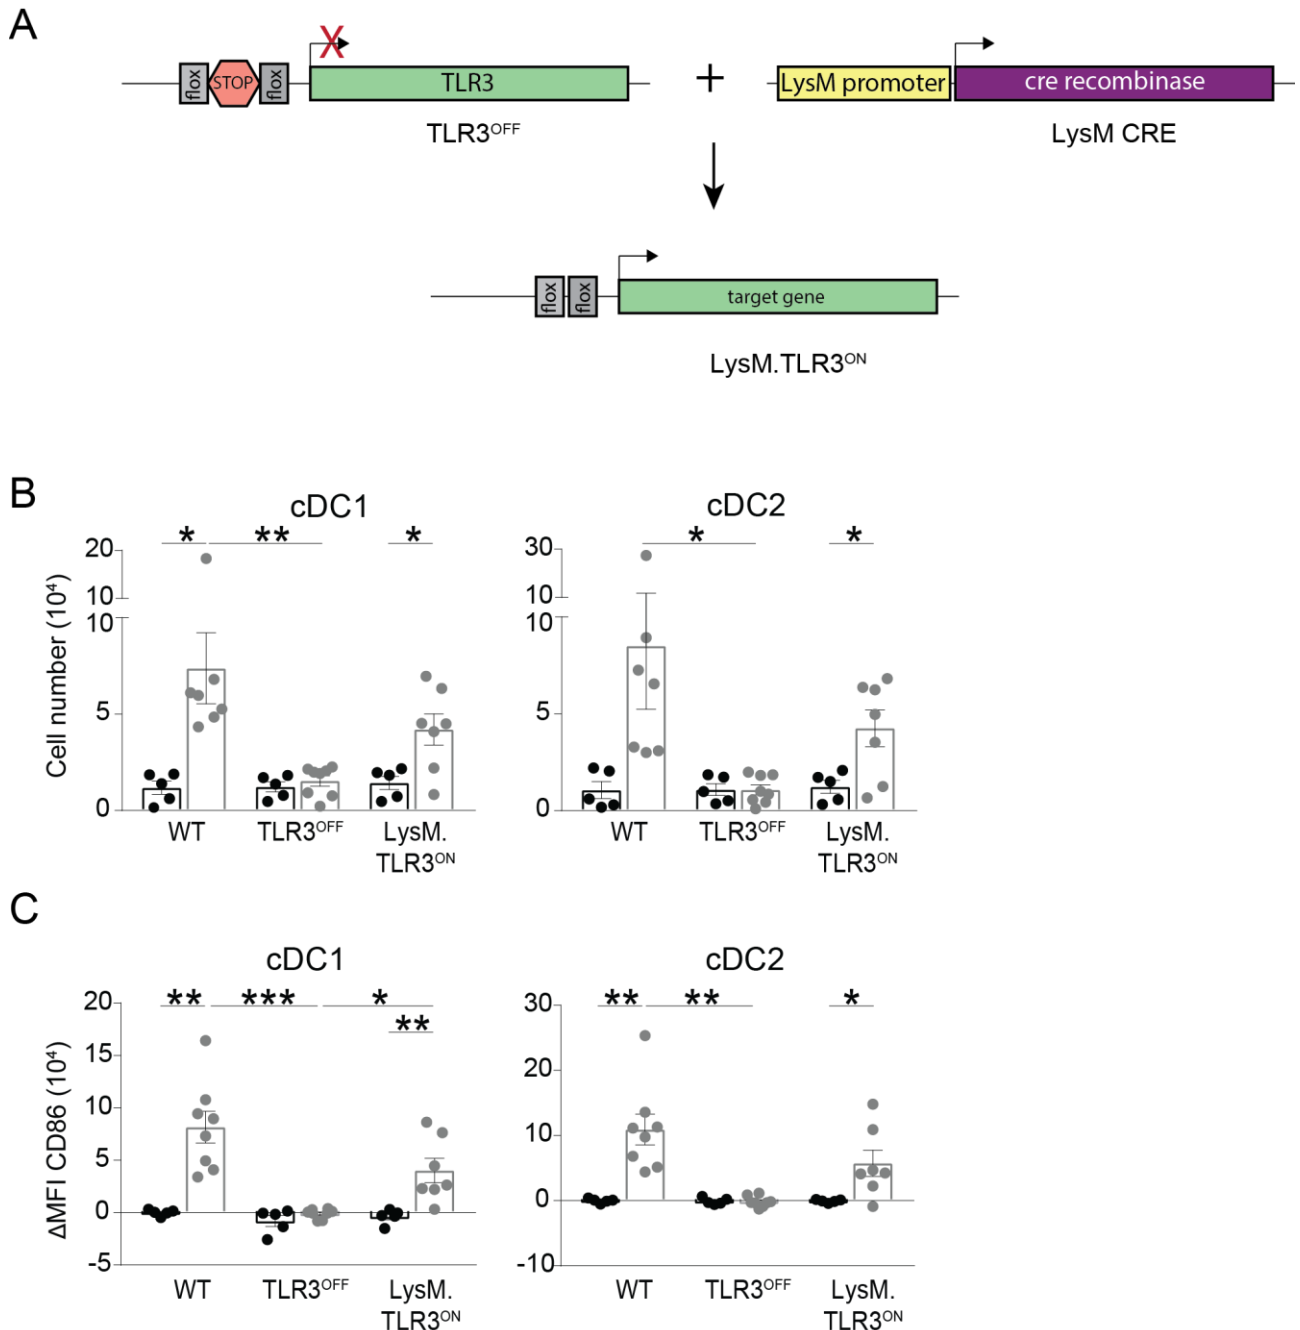 A
flox STOP flox X TLR3 + LysM promoter cre recombinase
TLR3OFF LysM CRE
flox flox target gene
LysM.TLR3ON
B
cDC1 cDC2
* ** * * *
Cell number (10⁴)
20
10
10
5
0
30
10
10
5
0
WT TLR3OFF LysM.
TLR3ON
WT TLR3OFF LysM.
TLR3ON
C
cDC1 cDC2
** *** * ** ** *
**
ΔMFI CD86 (10⁴)
20
15
10
5
0
-5
30
20
10
0
-10
WT TLR3OFF LysM.
TLR3ON
WT TLR3OFF LysM.
TLR3ON